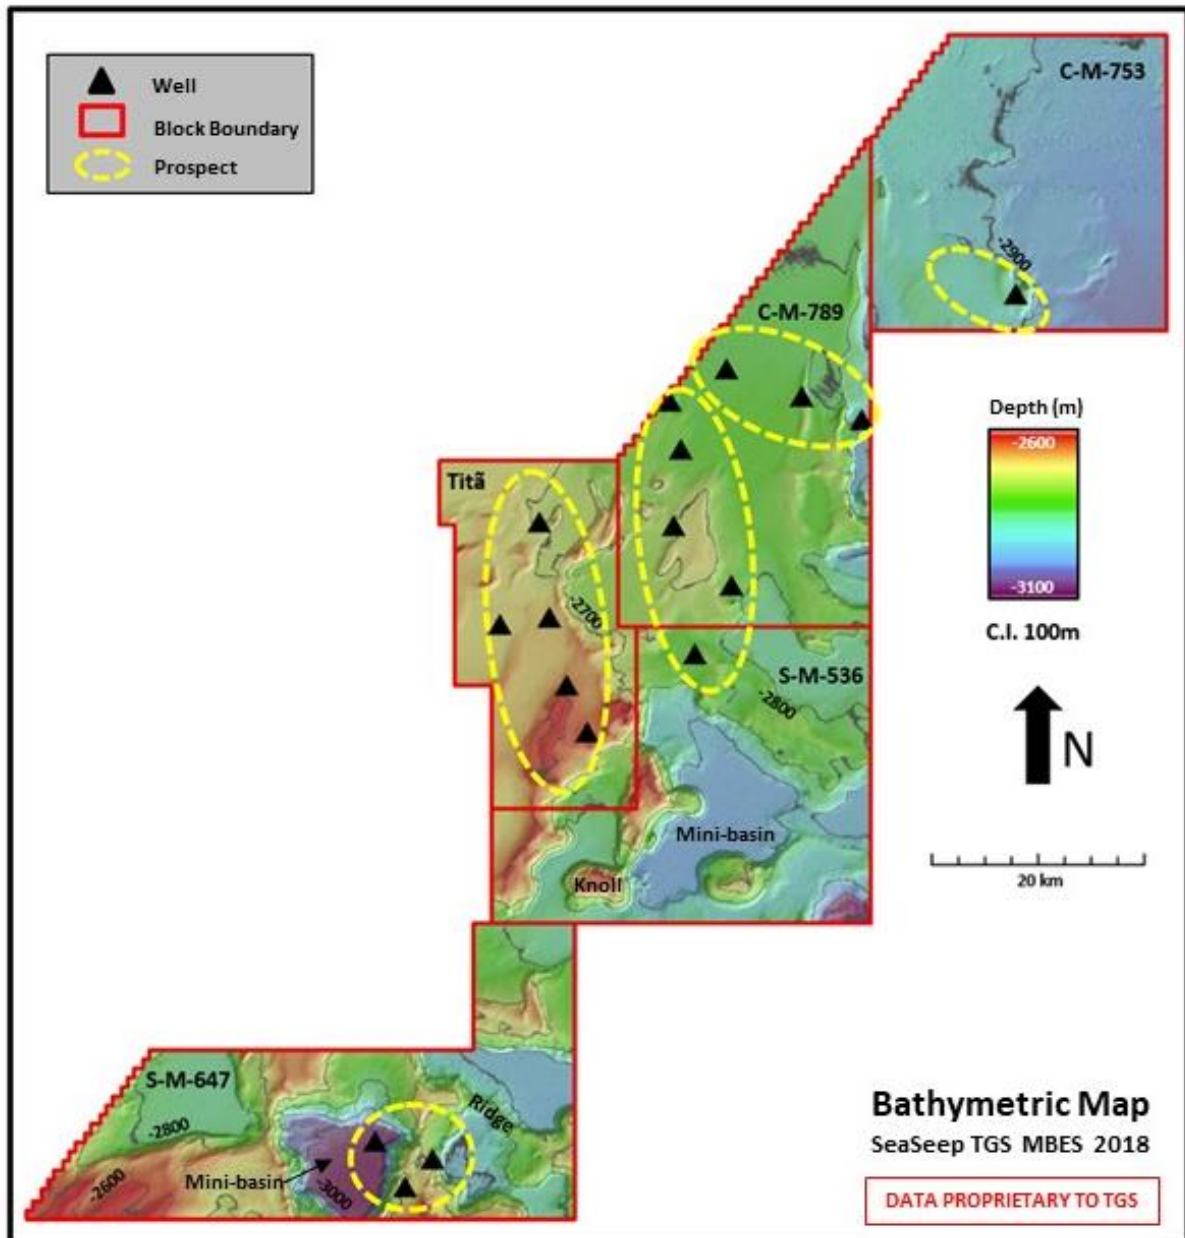 Well
Block Boundary
Prospect
C-M-753
-2900
C-M-789
Depth (m)
-2600
-3100
C.I. 100m
Titã
-2700
S-M-536
-2800
N
Mini-basin
Knoll
20 km
S-M-647
-2800
Ridge
-2600
Mini-basin
-3000
Bathymetric Map
SeaSeep TGS MBES 2018
DATA PROPRIETARY TO TGS